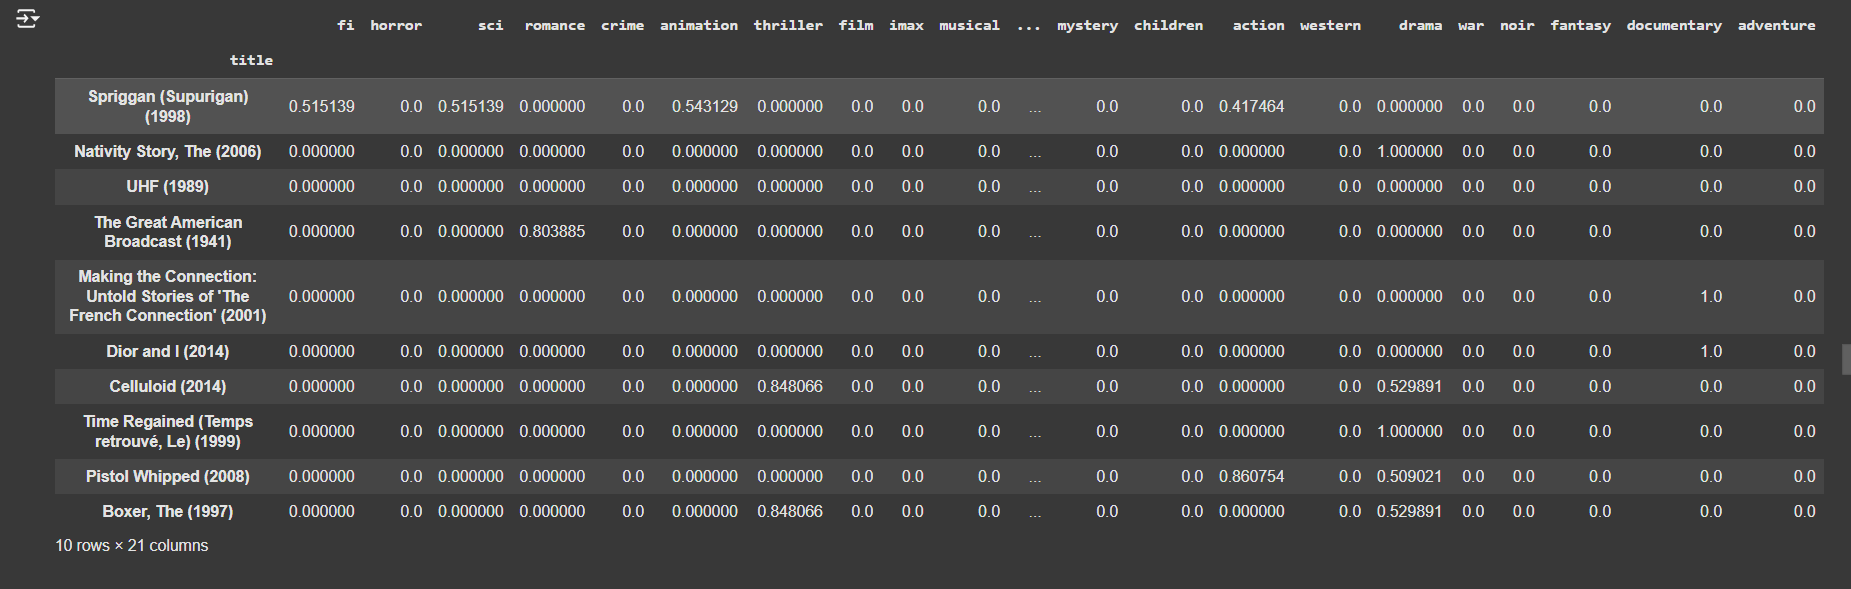 fi horror sci romance crime animation thriller film imax musical ... mystery children action western drama war noir fantasy documentary adventure
title
Spriggan (Supurigan)
(1998) 0.515139 0.0 0.515139 0.000000 0.0 0.543129 0.000000 0.0 0.0 0.0 ... 0.0 0.0 0.417464 0.0 0.000000 0.0 0.0 0.0 0.0 0.0
Nativity Story, The (2006) 0.000000 0.0 0.000000 0.000000 0.0 0.000000 0.000000 0.0 0.0 0.0 ... 0.0 0.0 0.000000 0.0 1.000000 0.0 0.0 0.0 0.0 0.0
UHF (1989) 0.000000 0.0 0.000000 0.000000 0.0 0.000000 0.000000 0.0 0.0 0.0 ... 0.0 0.0 0.000000 0.0 0.000000 0.0 0.0 0.0 0.0 0.0
The Great American
Broadcast (1941) 0.000000 0.0 0.000000 0.803885 0.0 0.000000 0.000000 0.0 0.0 0.0 ... 0.0 0.0 0.000000 0.0 0.000000 0.0 0.0 0.0 0.0 0.0
Making the Connection:
Untold Stories of 'The 0.000000 0.0 0.000000 0.000000 0.0 0.000000 0.000000 0.0 0.0 0.0 ... 0.0 0.0 0.000000 0.0 0.000000 0.0 0.0 0.0 1.0 0.0
French Connection' (2001)
Dior and I (2014) 0.000000 0.0 0.000000 0.000000 0.0 0.000000 0.000000 0.0 0.0 0.0 ... 0.0 0.0 0.000000 0.0 0.000000 0.0 0.0 0.0 1.0 0.0
Celluloid (2014) 0.000000 0.0 0.000000 0.000000 0.0 0.000000 0.848066 0.0 0.0 0.0 ... 0.0 0.0 0.000000 0.0 0.529891 0.0 0.0 0.0 0.0 0.0
Time Regained (Temps
retrouvé, Le) (1999) 0.000000 0.0 0.000000 0.000000 0.0 0.000000 0.000000 0.0 0.0 0.0 ... 0.0 0.0 0.000000 0.0 1.000000 0.0 0.0 0.0 0.0 0.0
Pistol Whipped (2008) 0.000000 0.0 0.000000 0.000000 0.0 0.000000 0.000000 0.0 0.0 0.0 ... 0.0 0.0 0.860754 0.0 0.509021 0.0 0.0 0.0 0.0 0.0
Boxer, The (1997) 0.000000 0.0 0.000000 0.000000 0.0 0.000000 0.848066 0.0 0.0 0.0 ... 0.0 0.0 0.000000 0.0 0.529891 0.0 0.0 0.0 0.0 0.0
10 rows × 21 columns